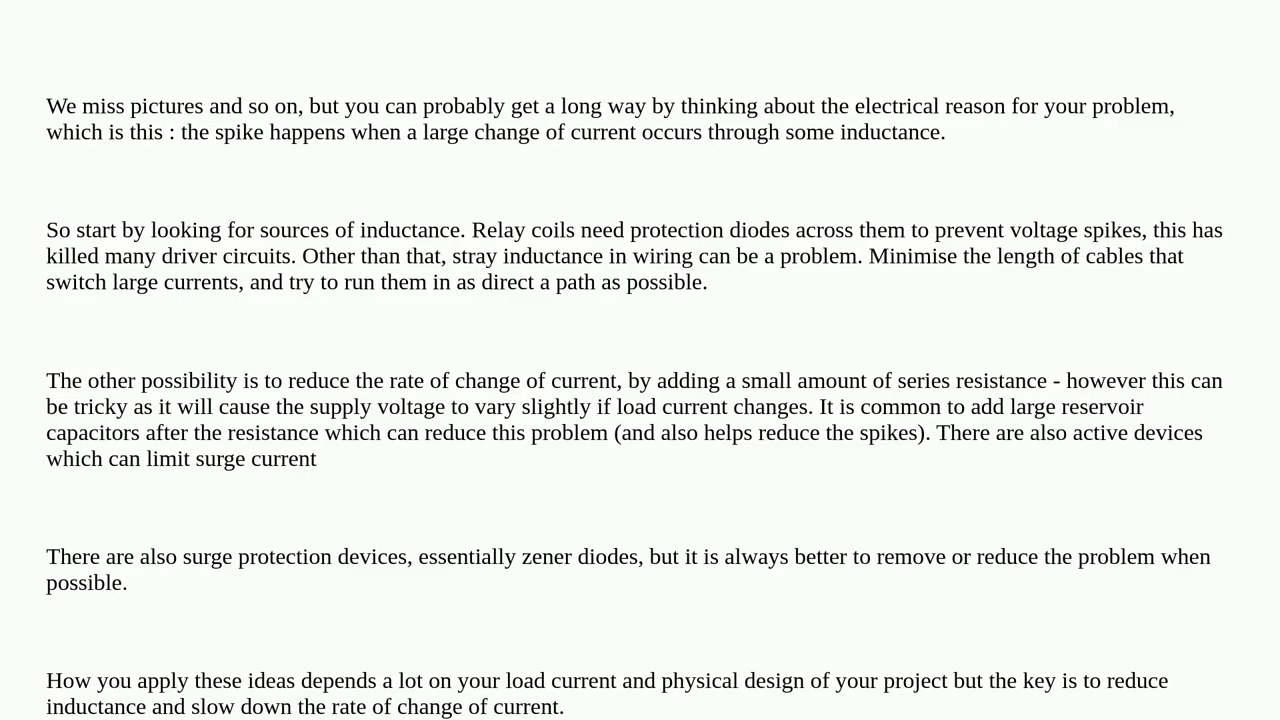 We miss pictures and so on, but you can probably get a long way by thinking about the electrical reason for your problem,
which is this : the spike happens when a large change of current occurs through some inductance.
So start by looking for sources of inductance. Relay coils need protection diodes across them to prevent voltage spikes, this has
killed many driver circuits. Other than that, stray inductance in wiring can be a problem. Minimise the length of cables that
switch large currents, and try to run them in as direct a path as possible.
The other possibility is to reduce the rate of change of current, by adding a small amount of series resistance - however this can
be tricky as it will cause the supply voltage to vary slightly if load current changes. It is common to add large reservoir
capacitors after the resistance which can reduce this problem (and also helps reduce the spikes). There are also active devices
which can limit surge current
There are also surge protection devices, essentially zener diodes, but it is always better to remove or reduce the problem when
possible.
How you apply these ideas depends a lot on your load current and physical design of your project but the key is to reduce
inductance and slow down the rate of change of current.